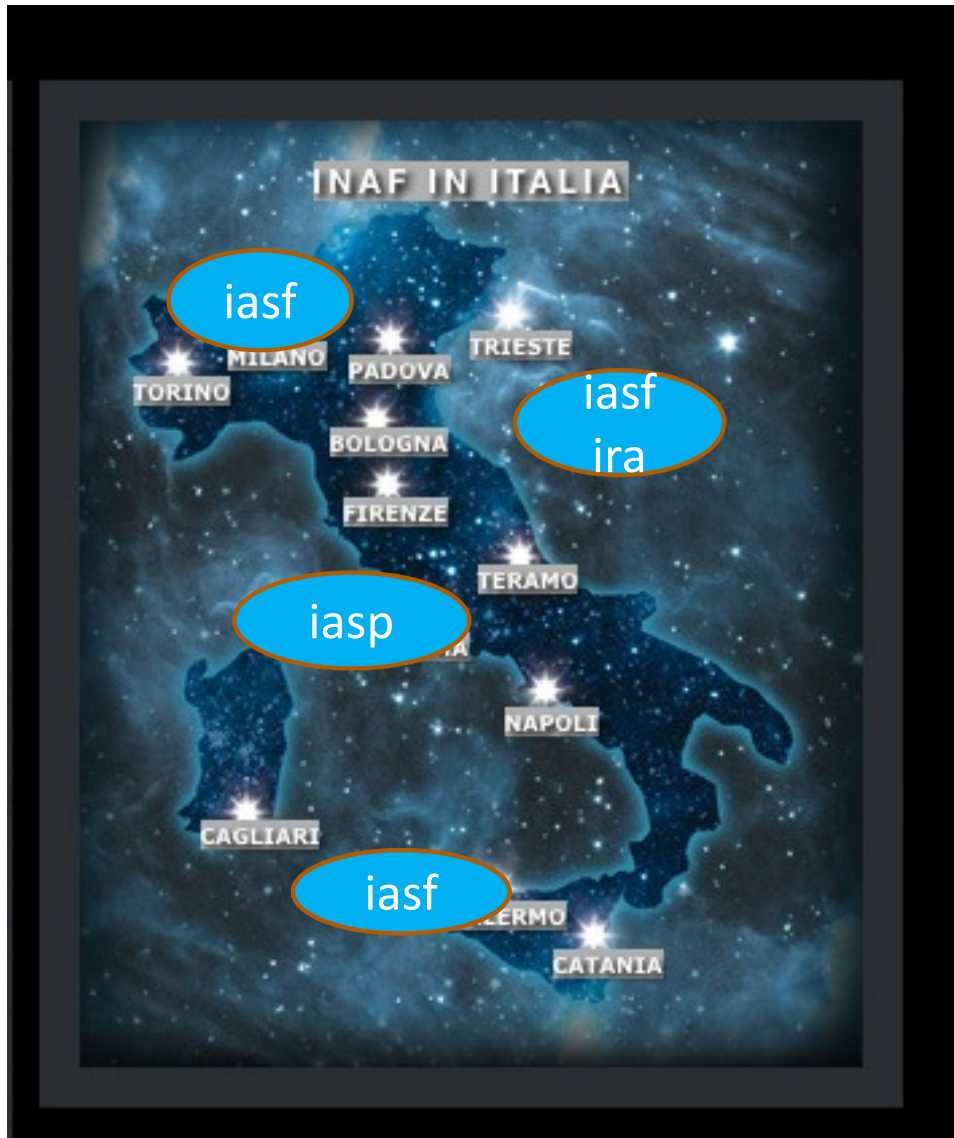 INAF IN ITALIA
iasf
MILANO
TRIESTE
PADOVA
TORINO
iasf
ira
BOLOGNA
FIRENZE
TERAMO
iasp
NAPOLI
CAGLIARI
iasf
CATANIA